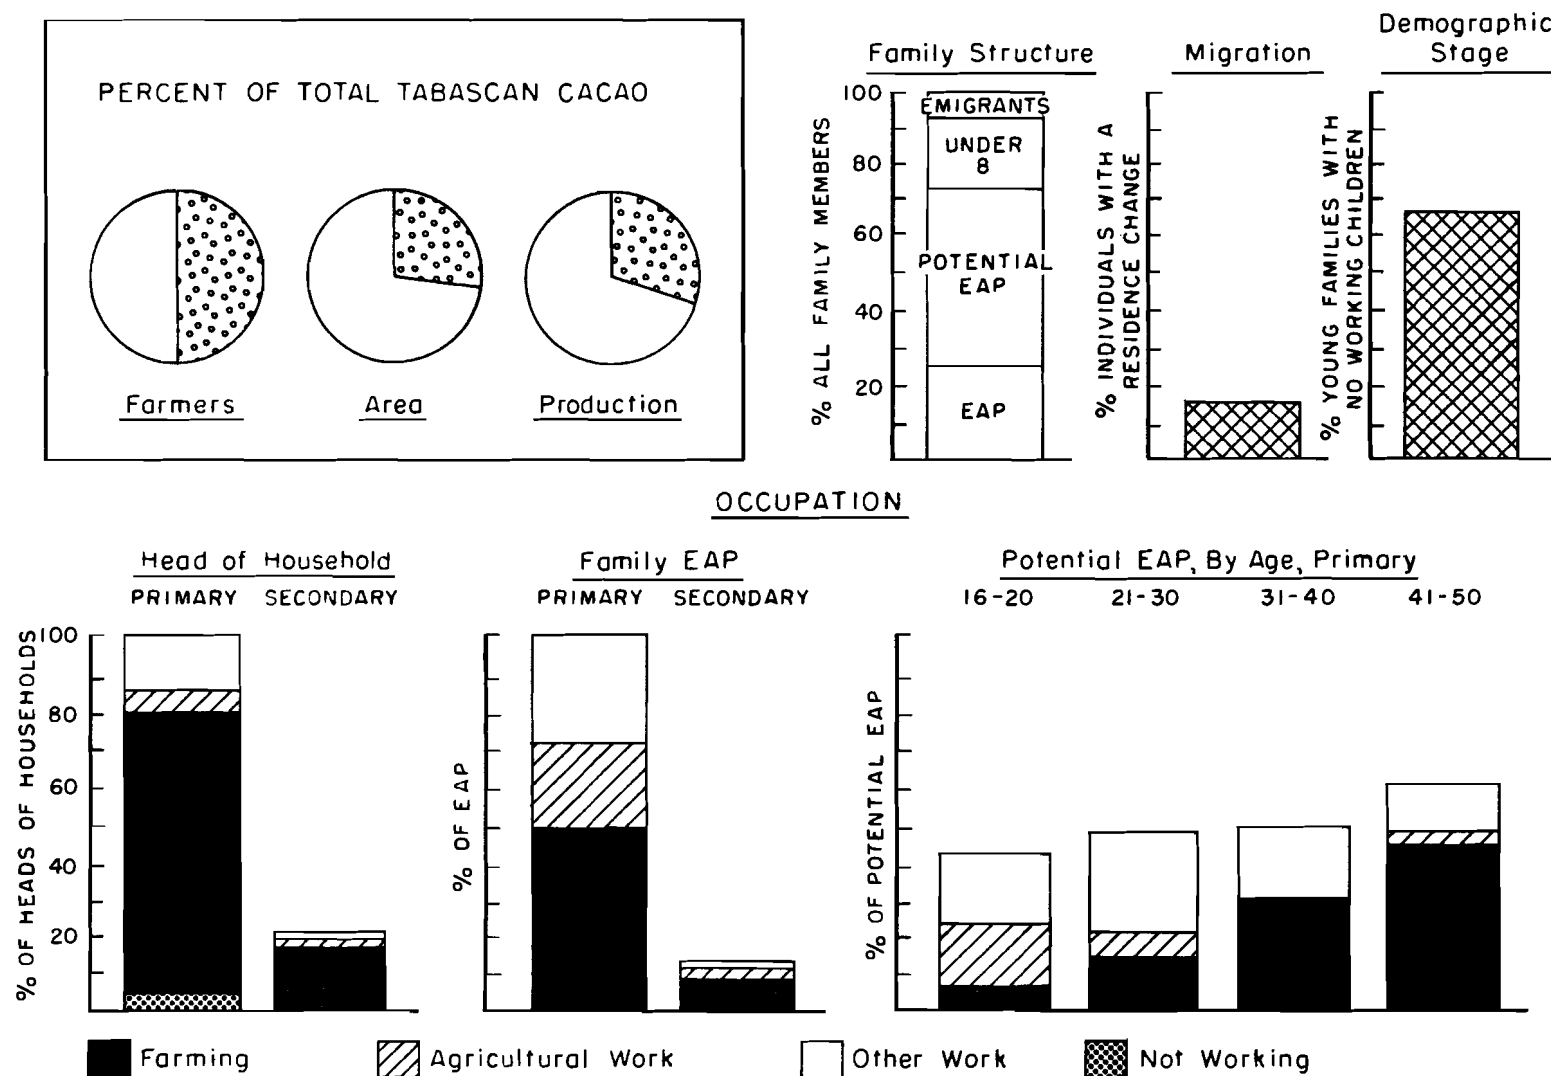 PERCENT OF TOTAL TABASCAN CACAO
Farmers
Area
Production
Family Structure
Migration
Demographic
Stage
% ALL FAMILY MEMBERS
100
80
60
40
20
EMIGRANTS
UNDER
8
POTENTIAL
EAP
EAP
% INDIVIDUALS WITH A
RESIDENCE CHANGE
% YOUNG FAMILIES WITH
NO WORKING CHILDREN
OCCUPATION
Head of Household
PRIMARY SECONDARY
% OF HEADS OF HOUSEHOLDS
100
80
60
40
20
Family EAP
PRIMARY SECONDARY
% OF EAP
Potential EAP, By Age, Primary
16-20 21-30 31-40 41-50
% OF POTENTIAL EAP
Farming
Agricultural Work
Other Work
Not Working